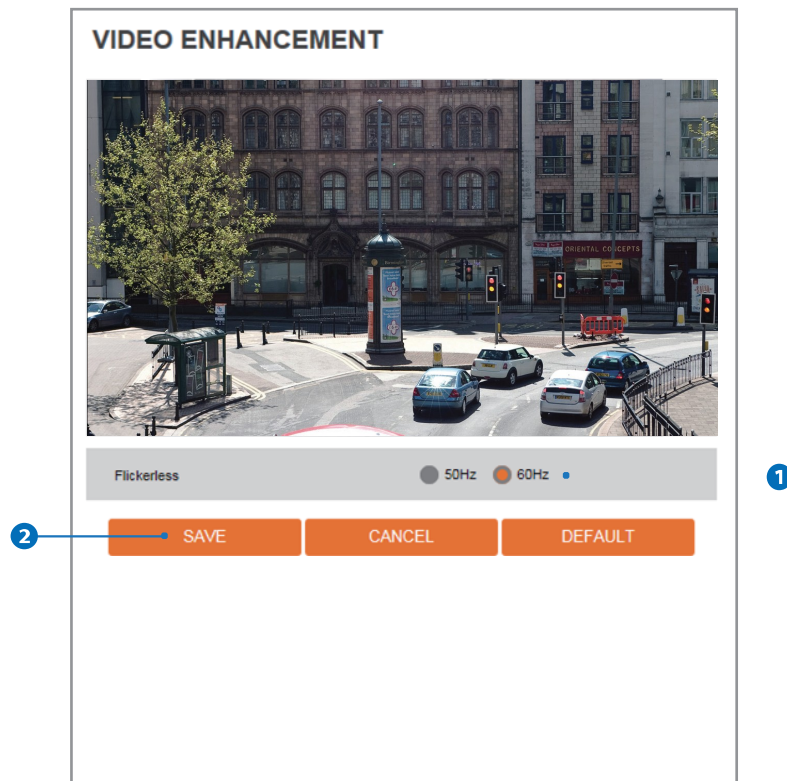 VIDEO ENHANCEMENT
ORIENTAL CONCEPTS
Flickerless 50Hz 60Hz
1
2
SAVE CANCEL DEFAULT